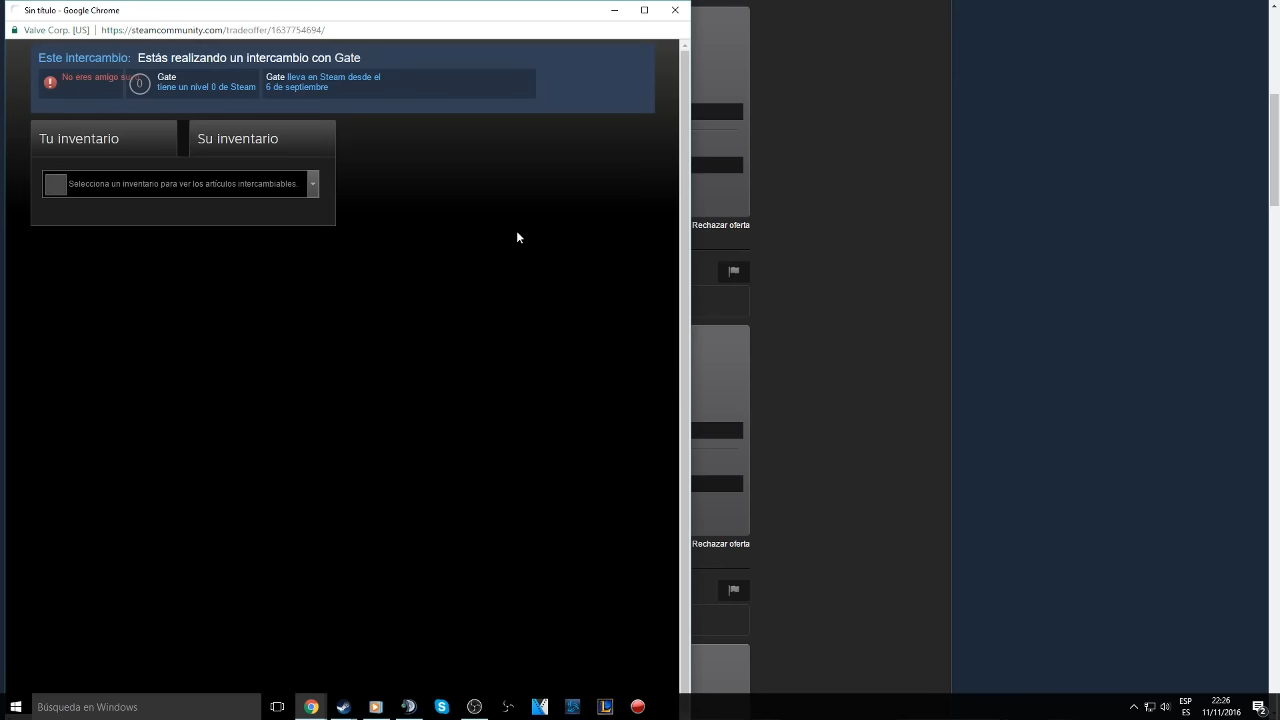 Sin título - Google Chrome
Valve Corp. [US] https://steamcommunity.com/tradeoffer/1637754694/
Este intercambio: Estás realizando un intercambio con Gate
No eres amigo
0
Gate
tiene un nivel 0 de Steam
Gate lleva en Steam desde el
6 de septiembre
Tu inventario
Su inventario
Selecciona un inventario para ver los artículos intercambiables.
Rechazar oferta
Rechazar oferta
Búsqueda en Windows
ESP
ES
22:26
11/11/2016
2